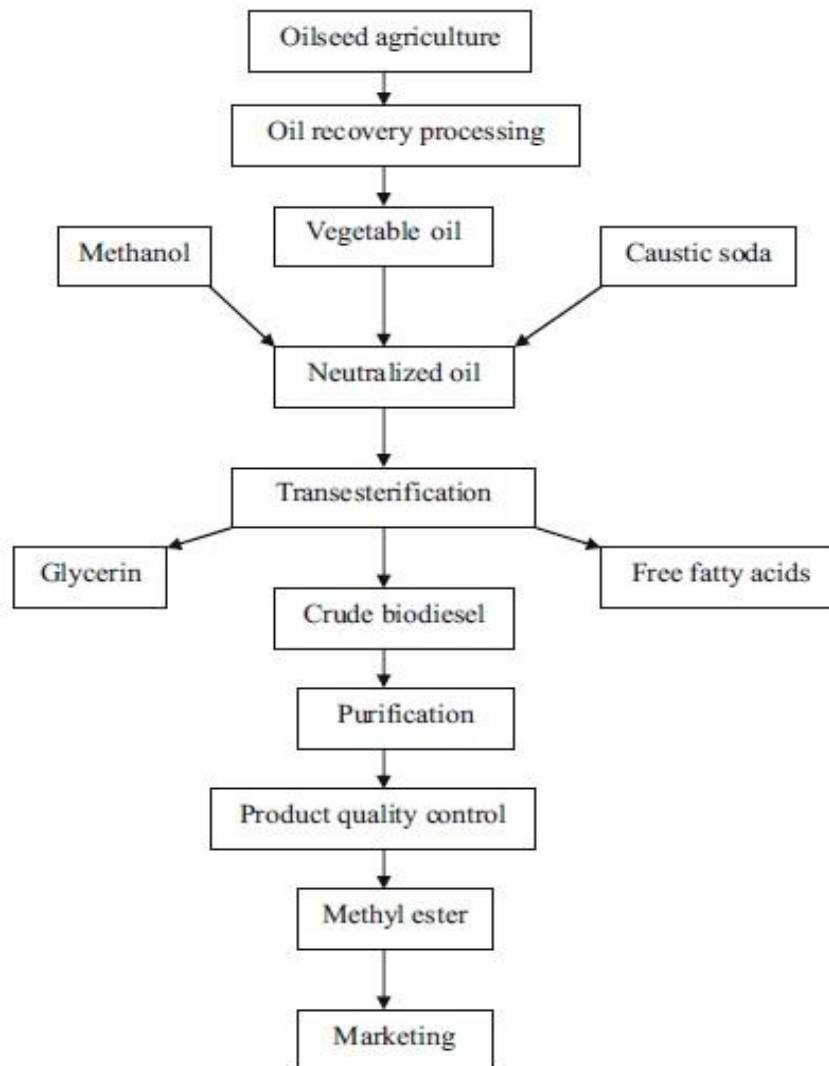 Oilseed agriculture
Oil recovery processing
Vegetable oil
Methanol
Caustic soda
Neutralized oil
Transesterification
Glycerin
Free fatty acids
Crude biodiesel
Purification
Product quality control
Methyl ester
Marketing